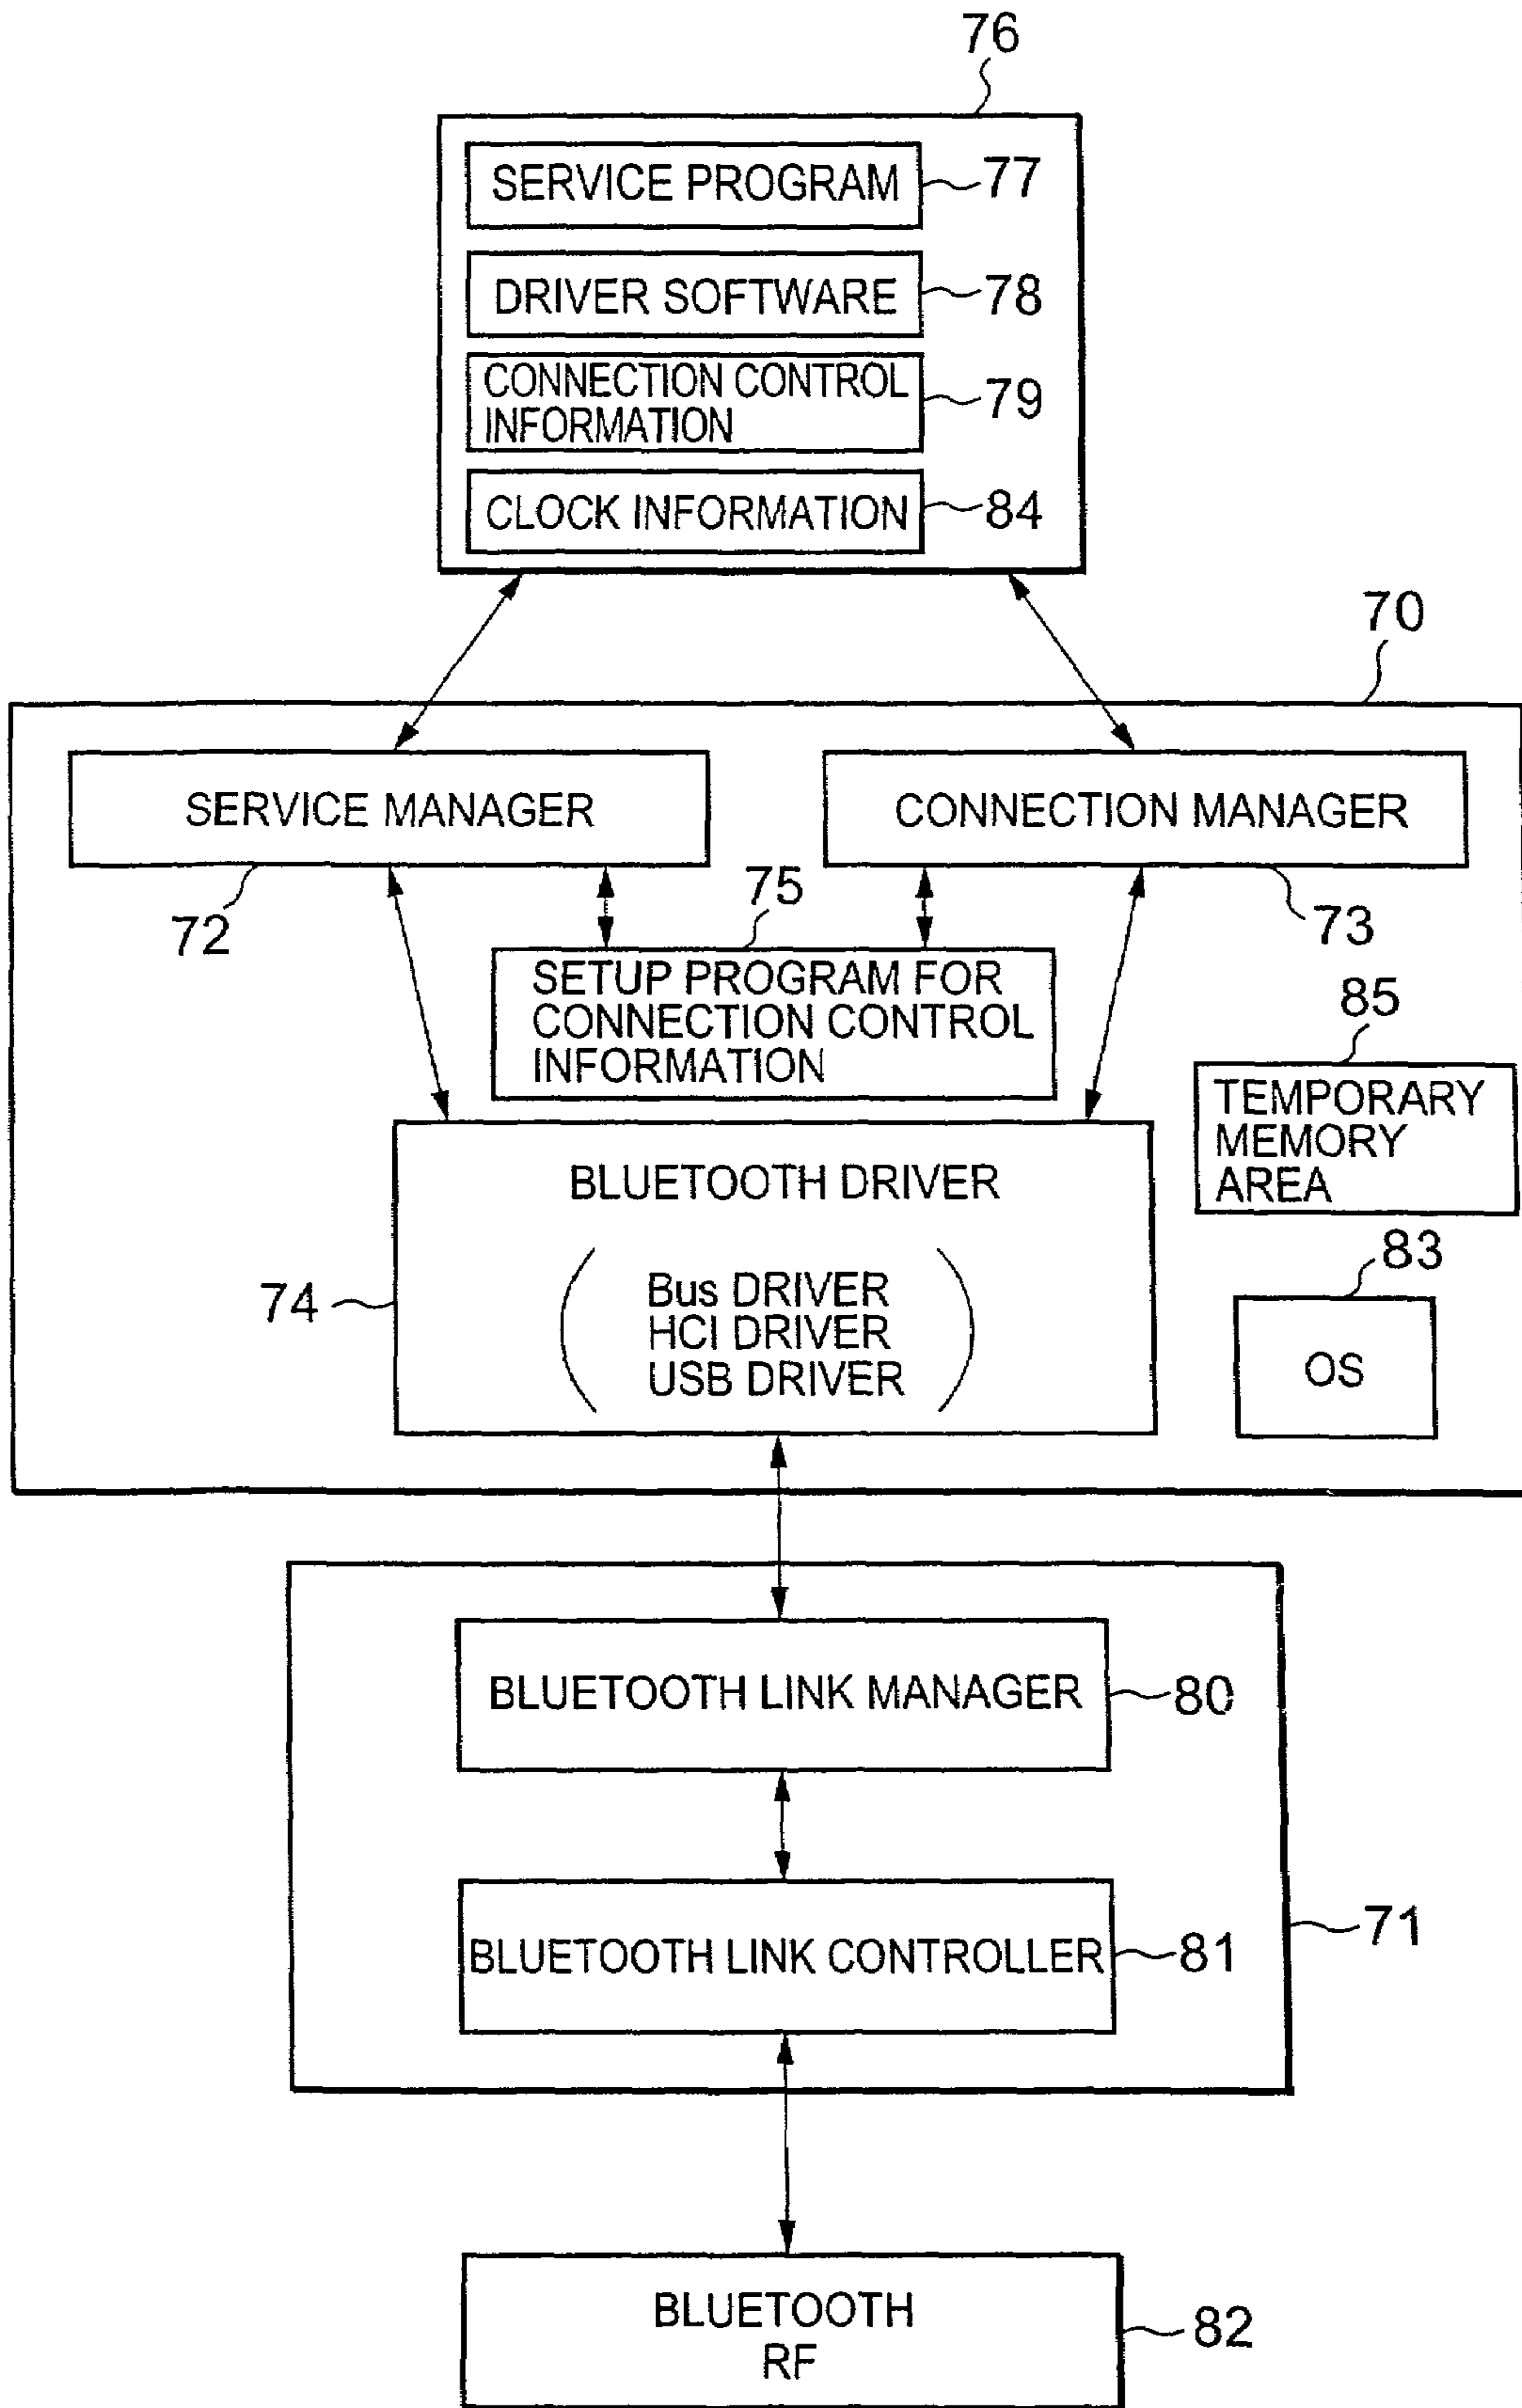 76
SERVICE PROGRAM
77
DRIVER SOFTWARE
78
CONNECTION CONTROL
INFORMATION
79
CLOCK INFORMATION
84
70
SERVICE MANAGER
CONNECTION MANAGER
72
75
73
SETUP PROGRAM FOR
CONNECTION CONTROL
INFORMATION
85
TEMPORARY
MEMORY
AREA
BLUETOOTH DRIVER
74
Bus DRIVER
HCI DRIVER
USB DRIVER
83
OS
BLUETOOTH LINK MANAGER
80
BLUETOOTH LINK CONTROLLER
81
71
BLUETOOTH
RF
82